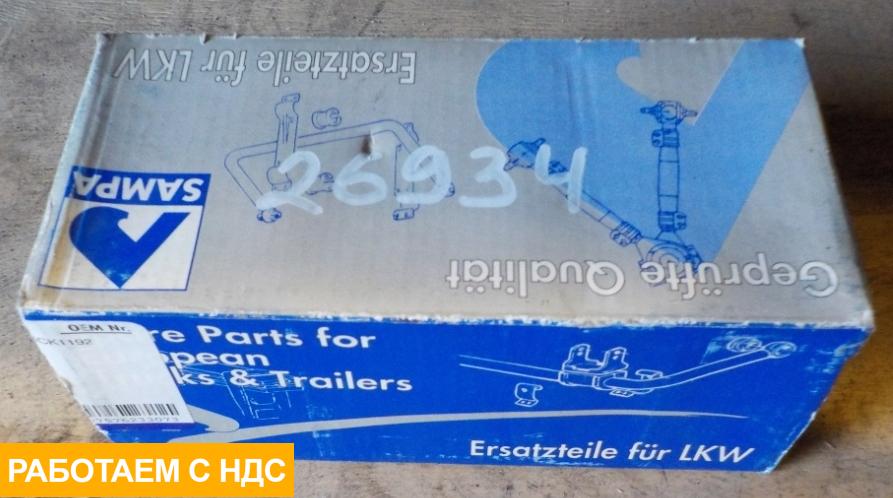 Ersatzteile für LKW
26934
SAMPA
Geprüfte Qualität
OEM Nr.
CK1192
re Parts for
opean
ks & Trailers
Ersatzteile für LKW
РАБОТАЕМ С НДС